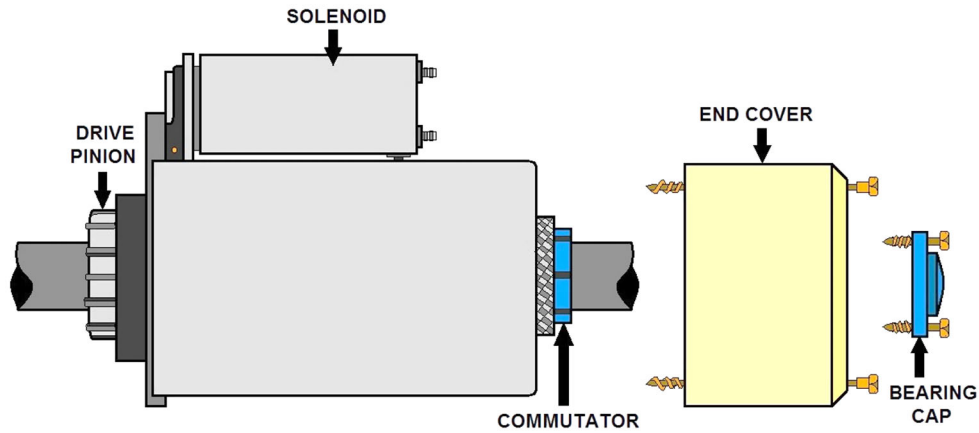 SOLENOID
DRIVE
PINION
END COVER
COMMUTATOR
BEARING
CAP